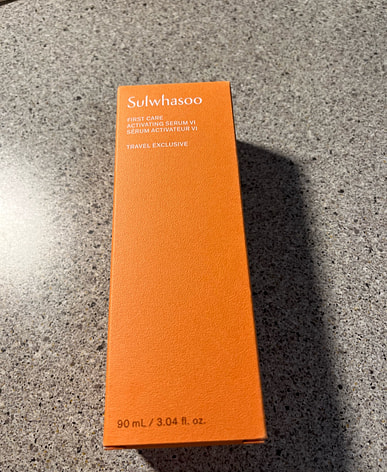 Sulwhasoo
FIRST CARE
ACTIVATING SERUM VI
SÉRUM ACTIVATEUR VI
TRAVEL EXCLUSIVE
90 mL / 3.04 fl. oz.